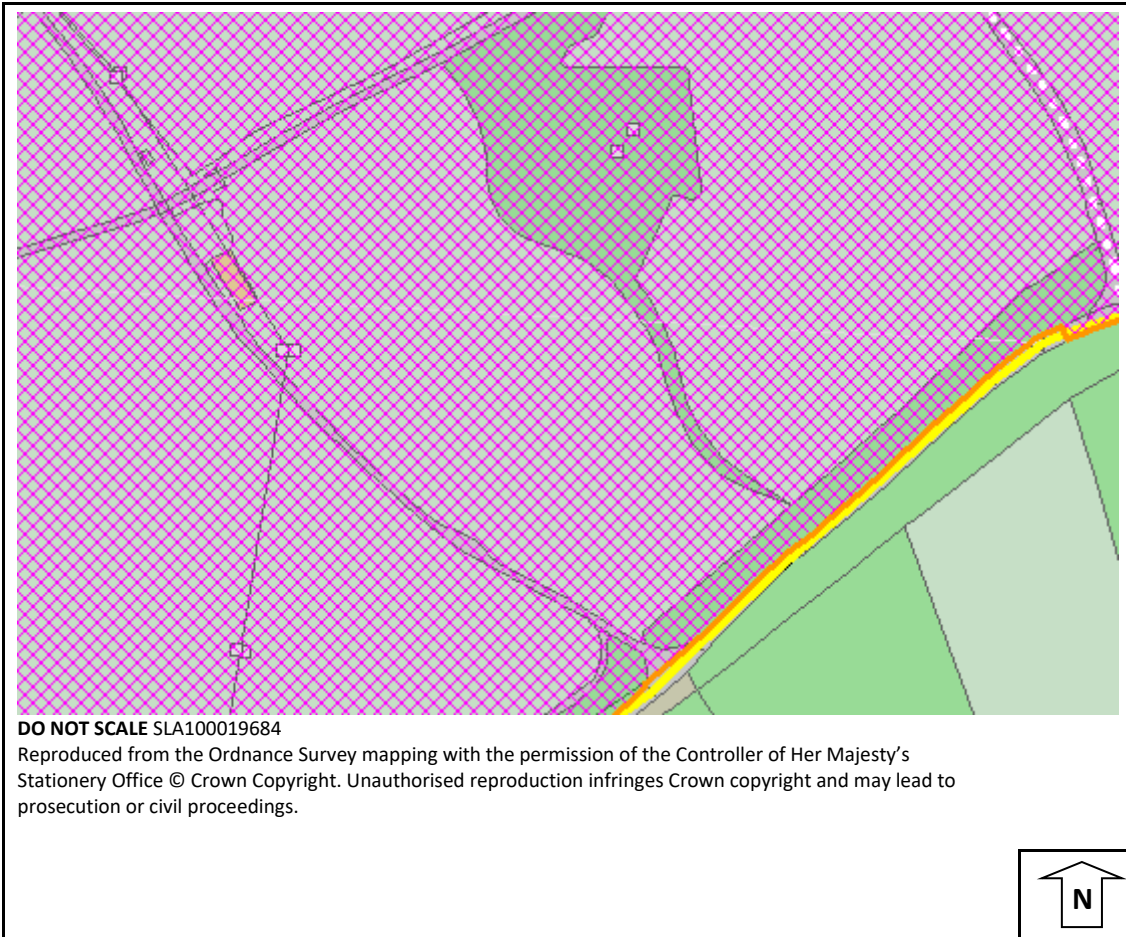 DO NOT SCALE SLA100019684
Reproduced from the Ordnance Survey mapping with the permission of the Controller of Her Majesty’s
Stationery Office © Crown Copyright. Unauthorised reproduction infringes Crown copyright and may lead to
prosecution or civil proceedings.
N